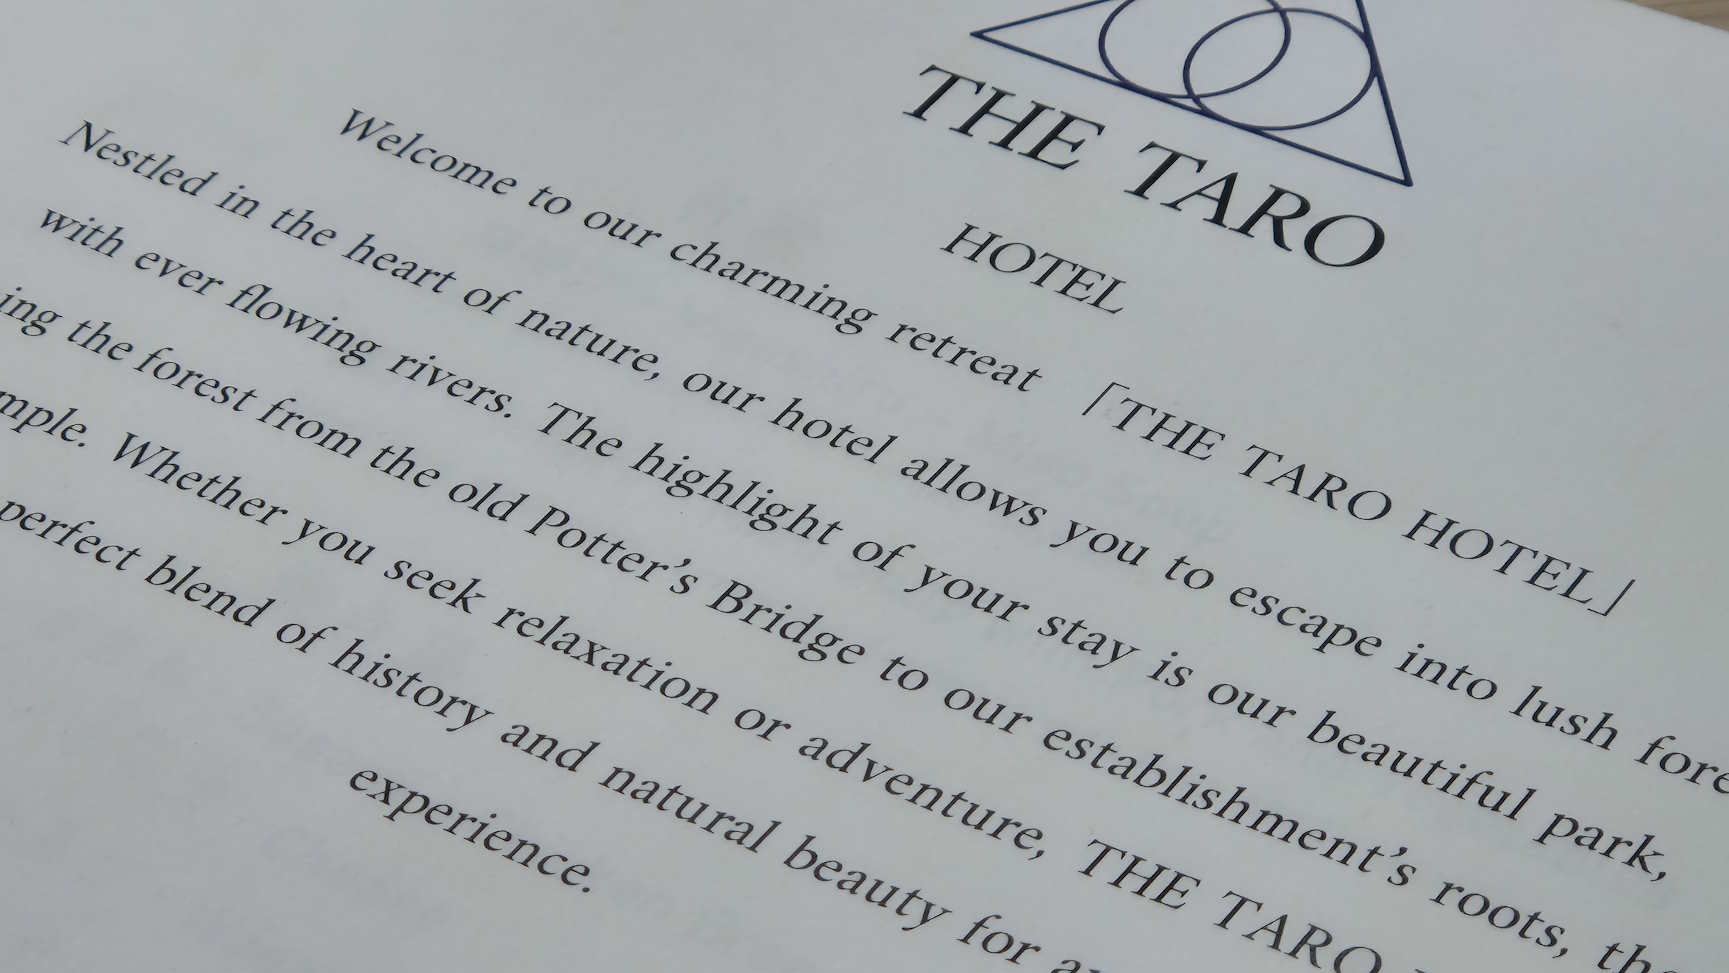 THE TARO
HOTEL
Welcome to our charming retreat 「THE TARO HOTEL」
Nestled in the heart of nature, our hotel allows you to escape into lush fore
with ever flowing rivers. The highlight of your stay is our beautiful park,
ing the forest from the old Potter's Bridge to our establishment's roots, the
mple. Whether you seek relaxation or adventure, THE TARO
perfect blend of history and natural beauty for a
experience.